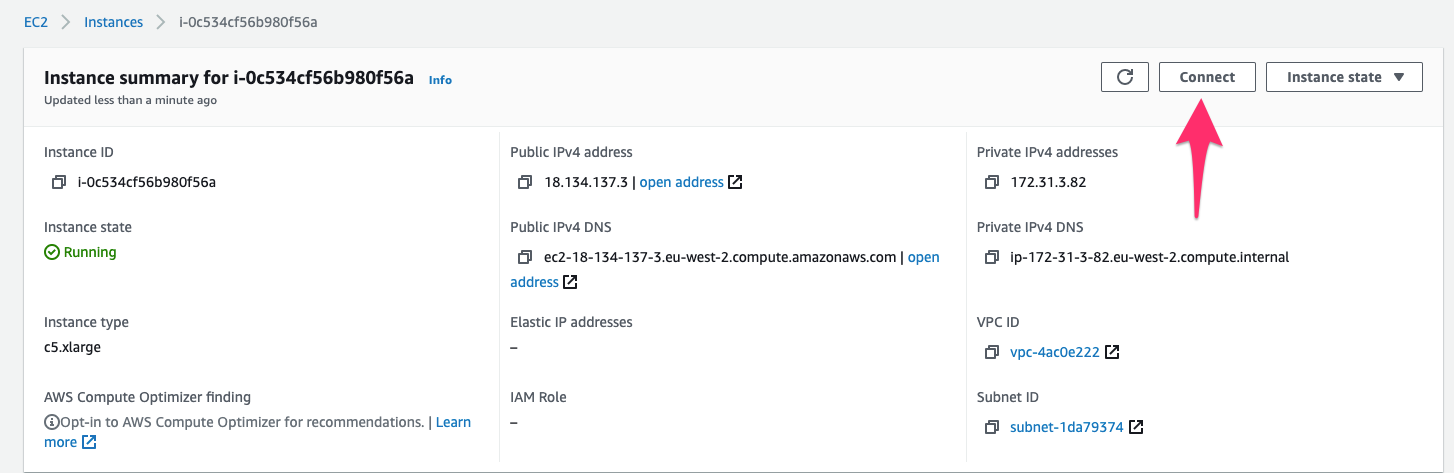 EC2 > Instances > i-0c534cf56b980f56a
Instance summary for i-0c534cf56b980f56a Info
Updated less than a minute ago
Connect
Instance state ▼
Instance ID
i-0c534cf56b980f56a
Public IPv4 address
18.134.137.3 | open address
Private IPv4 addresses
172.31.3.82
Instance state
Running
Public IPv4 DNS
ec2-18-134-137-3.eu-west-2.compute.amazonaws.com | open
address
Private IPv4 DNS
ip-172-31-3-82.eu-west-2.compute.internal
Instance type
c5.xlarge
Elastic IP addresses
–
VPC ID
vpc-4ac0e222
AWS Compute Optimizer finding
Opt-in to AWS Compute Optimizer for recommendations. | Learn
more
IAM Role
–
Subnet ID
subnet-1da79374